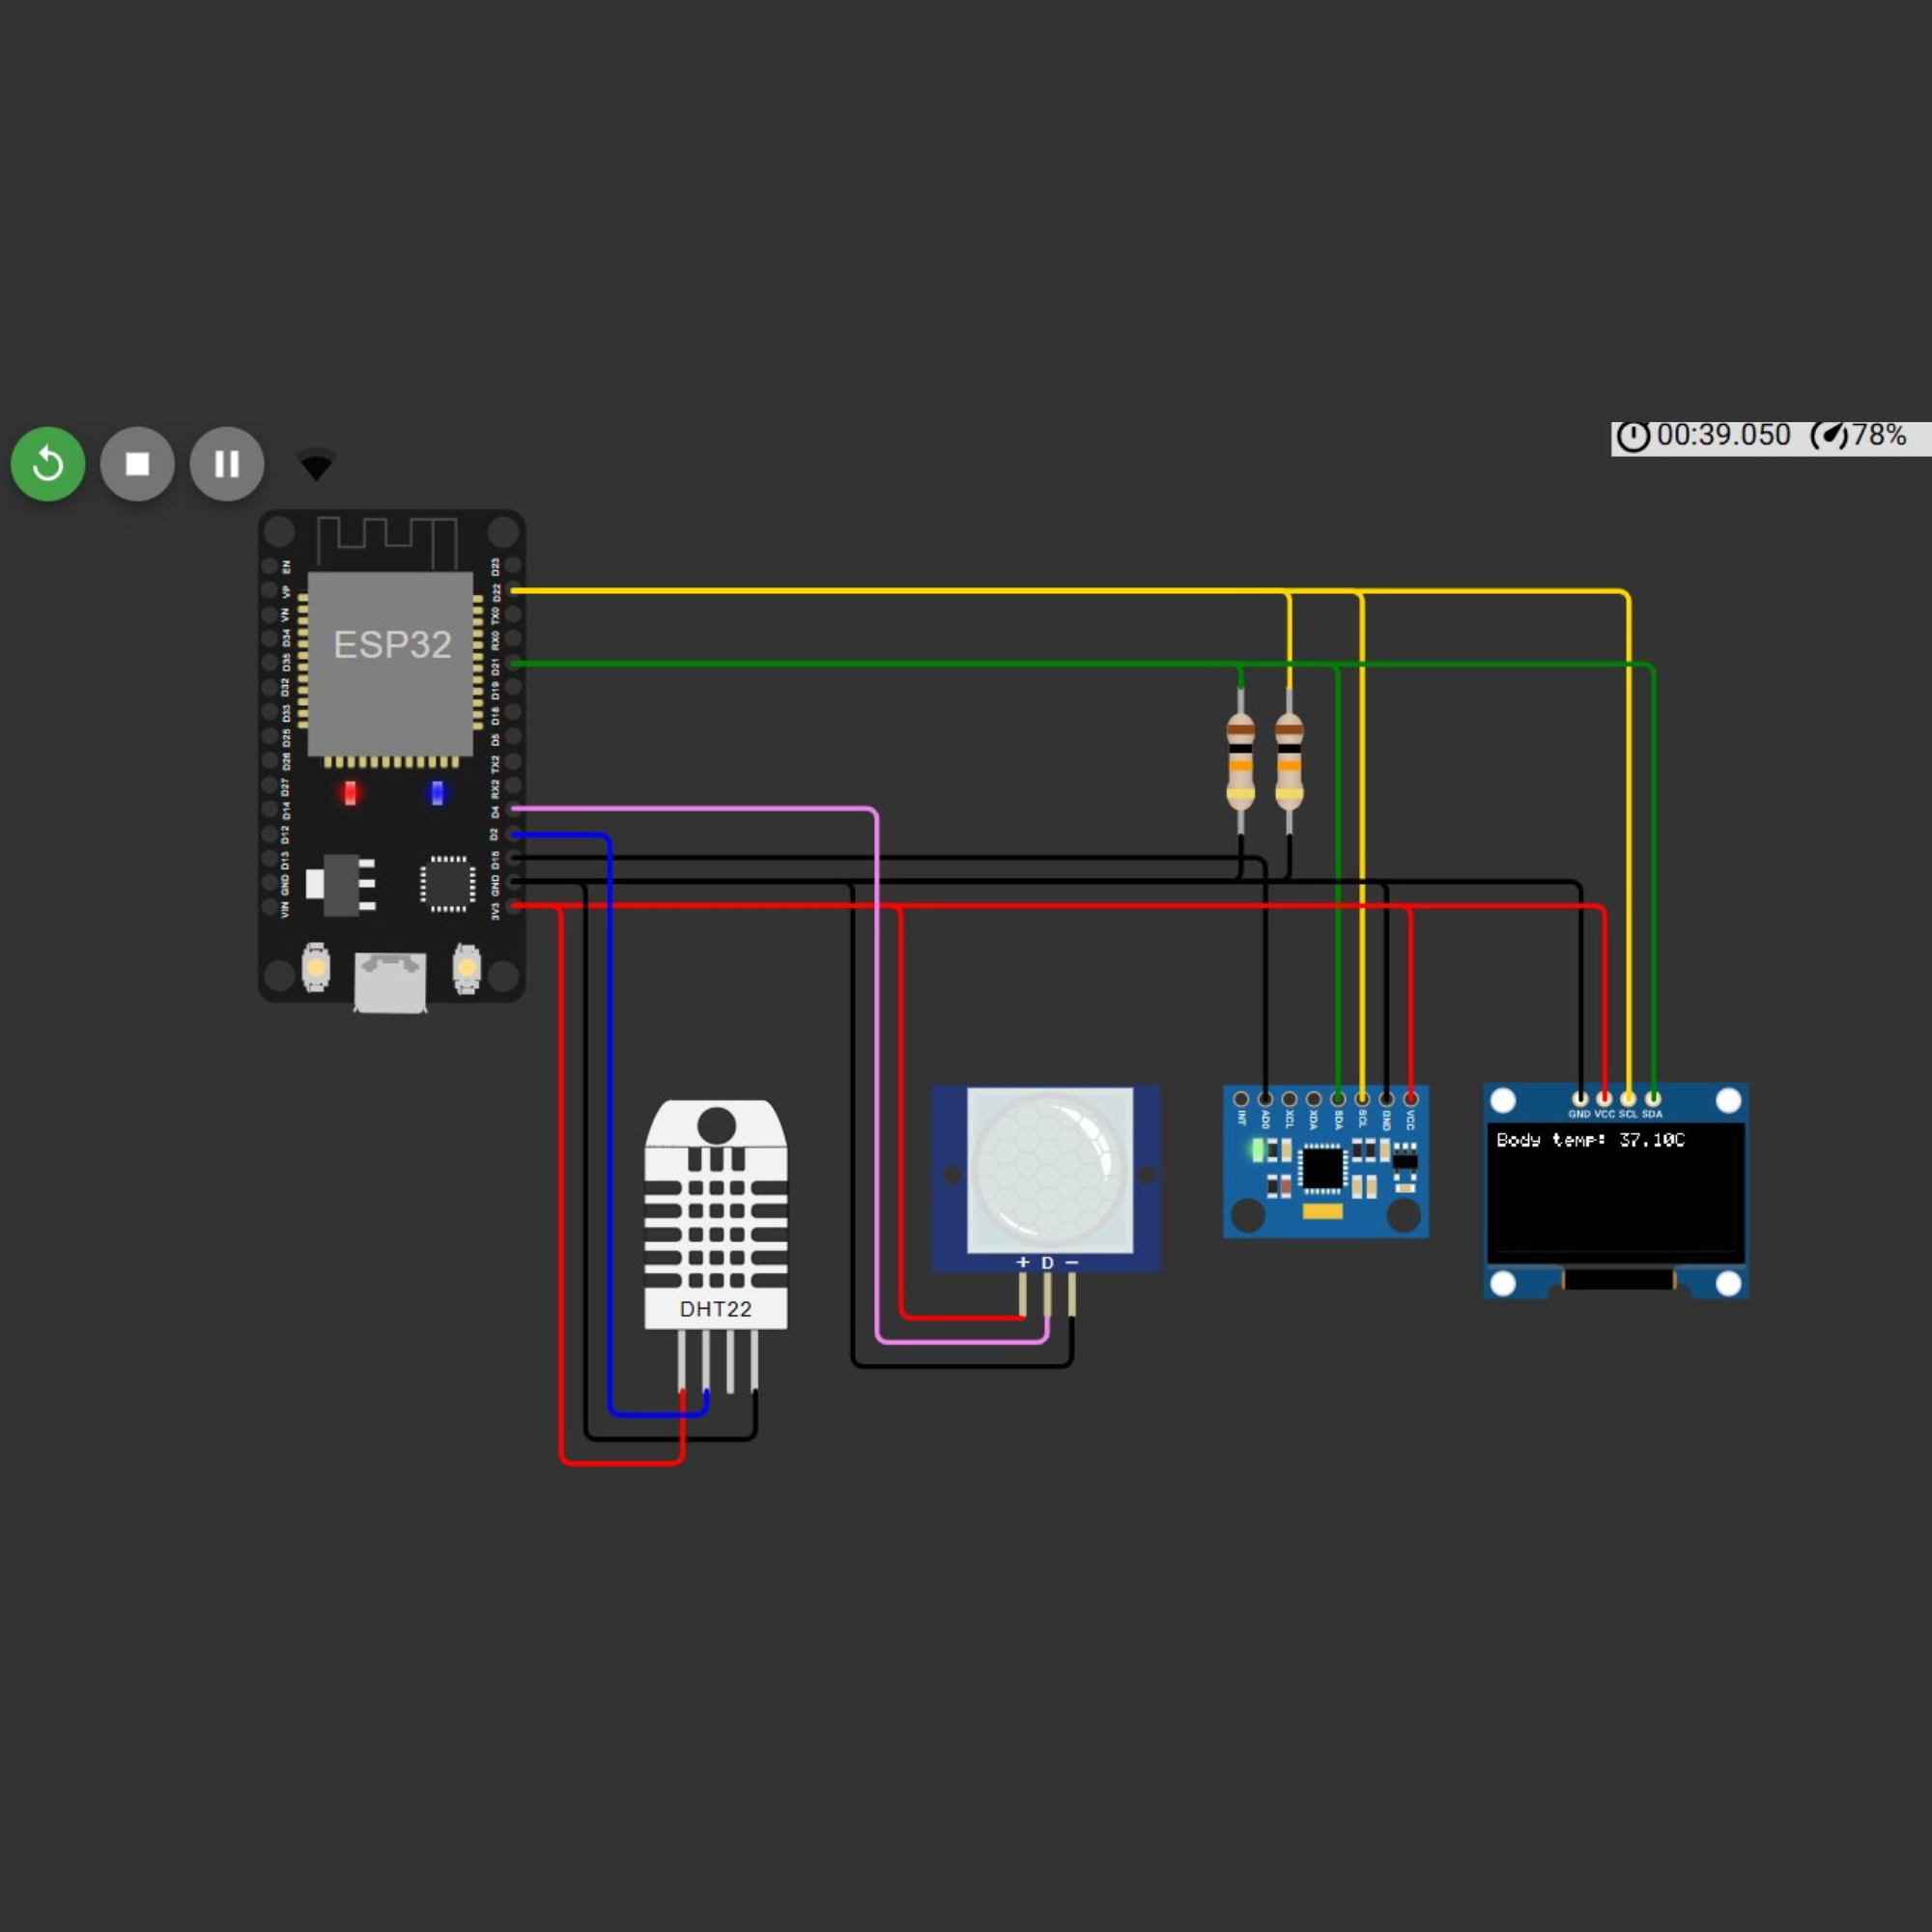 00:39.050 78%
ESP32
EN
VP
VN
D34
D35
D32
D33
D25
D26
D27
D14
D12
D13
GND
VIN
D23
D22
TX0
RX0
D21
D19
D18
D5
TX2
RX2
D4
D2
D15
GND
3V3
DHT22
+ D −
INT AD0 XCL XDA SDA SCL GND VCC
GND VCC SCL SDA
Body temp: 37.10C